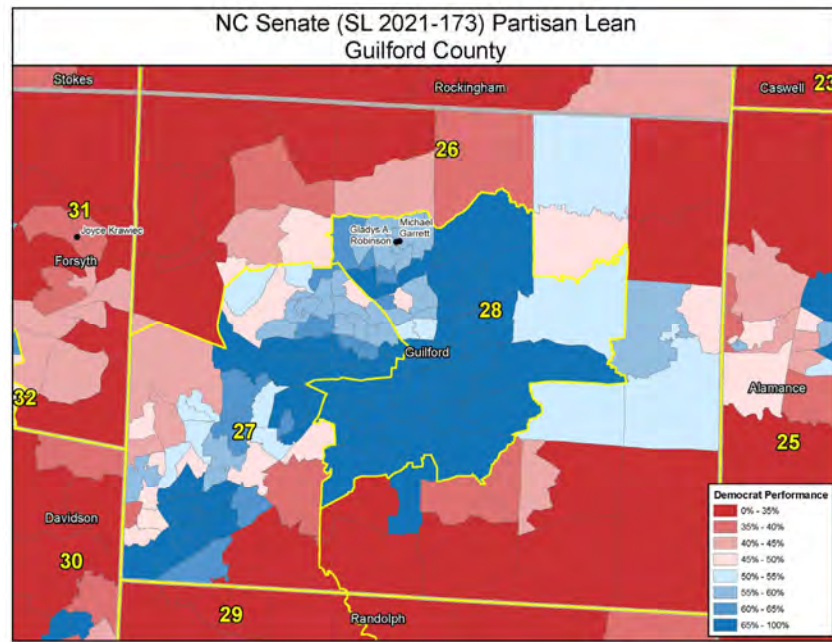 NC Senate (SL 2021-173) Partisan Lean
Guilford County
Stokes
Rockingham
Caswell
23
26
31
Joyce Krawiec
Gladys A.
Robinson
Michael
Garrett
Forsyth
28
Guilford
32
27
Alamance
25
Davidson
30
29
Randolph
Democrat Performance
0% - 35%
35% - 40%
40% - 45%
45% - 50%
50% - 55%
55% - 60%
60% - 65%
65% - 100%